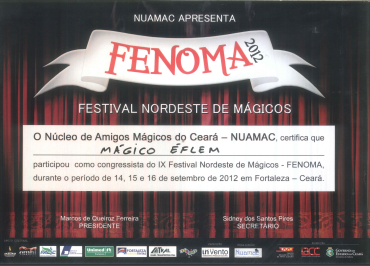 NUAMAC APRESENTA
FENOMA 2012
FESTIVAL NORDESTE DE MÁGICOS
O Núcleo de Amigos Mágicos do Ceará – NUAMAC, certifica que
MÁGICO ÉFLEM
participou como congressista do IX Festival Nordeste de Mágicos - FENOMA,
durante o período de 14, 15 e 16 de setembro de 2012 em Fortaleza – Ceará.
Marcos de Queiroz Ferreira Sidney dos Santos Pires
PRESIDENTE SECRETÁRIO